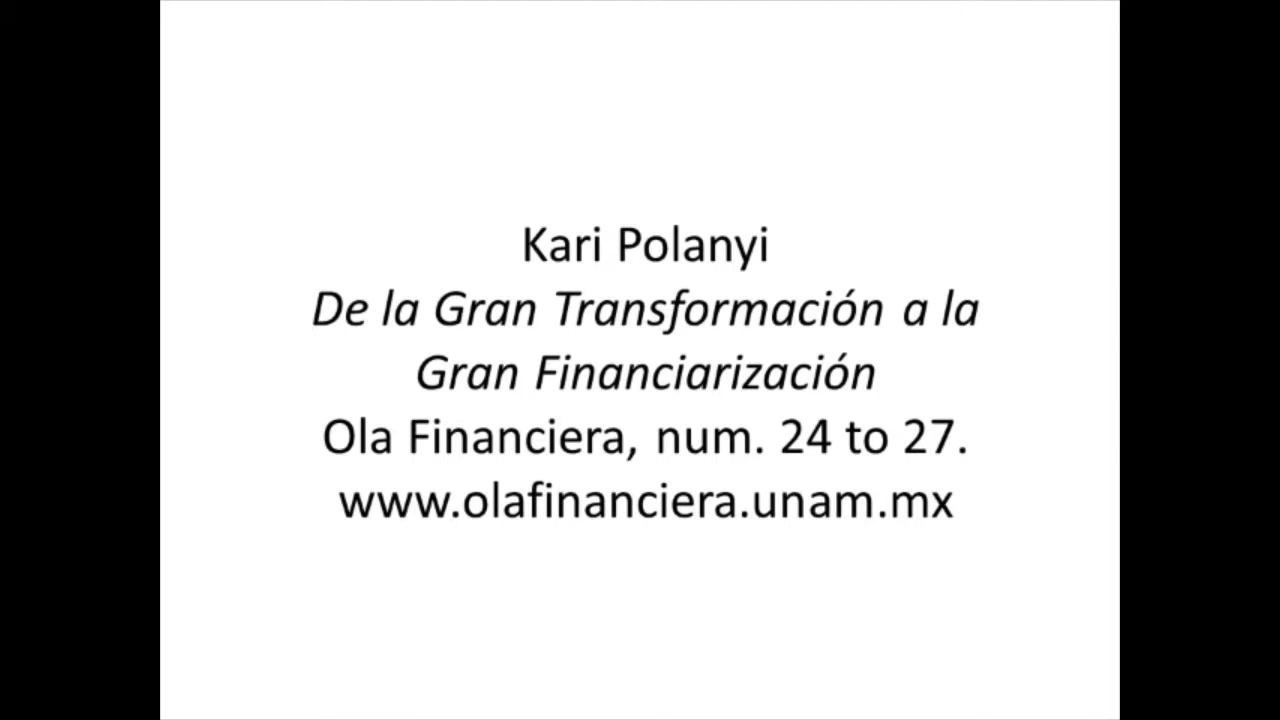 Kari Polanyi
De la Gran Transformación a la
Gran Financiarización
Ola Financiera, num. 24 to 27.
www.olafinanciera.unam.mx